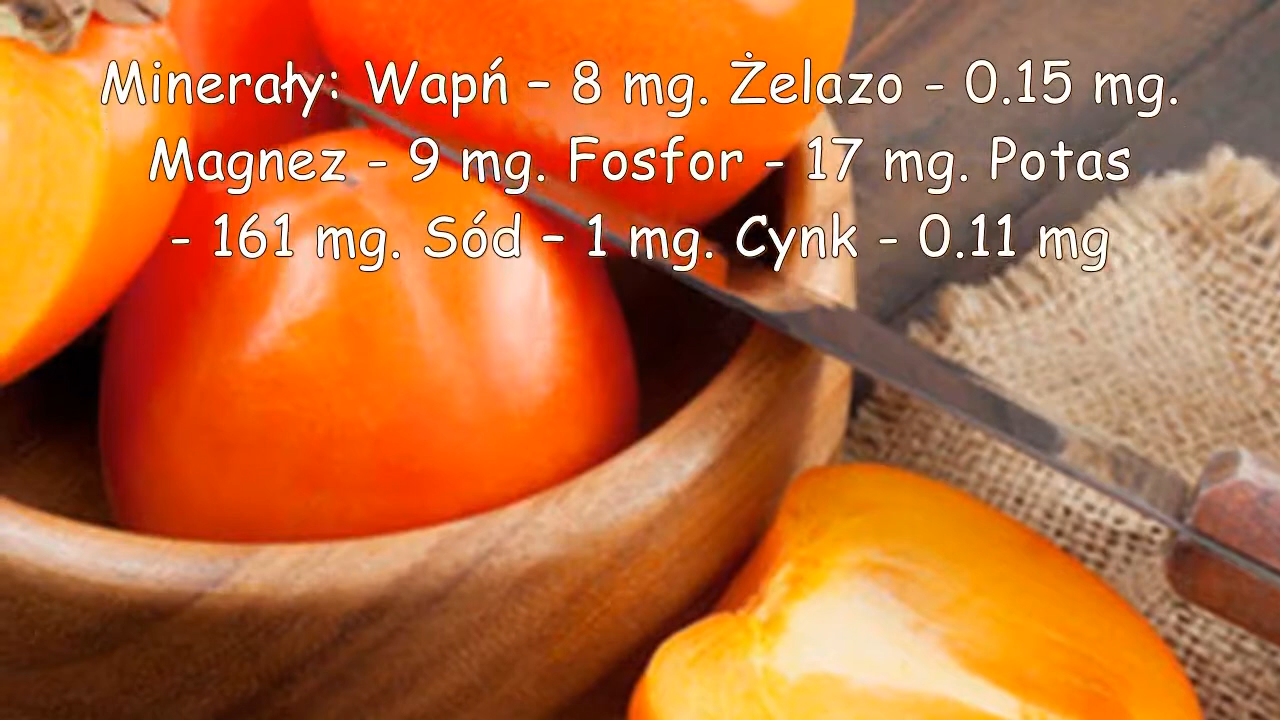 Minerały: Wapń – 8 mg. Żelazo - 0.15 mg.
Magnez - 9 mg. Fosfor - 17 mg. Potas
- 161 mg. Sód – 1 mg. Cynk - 0.11 mg